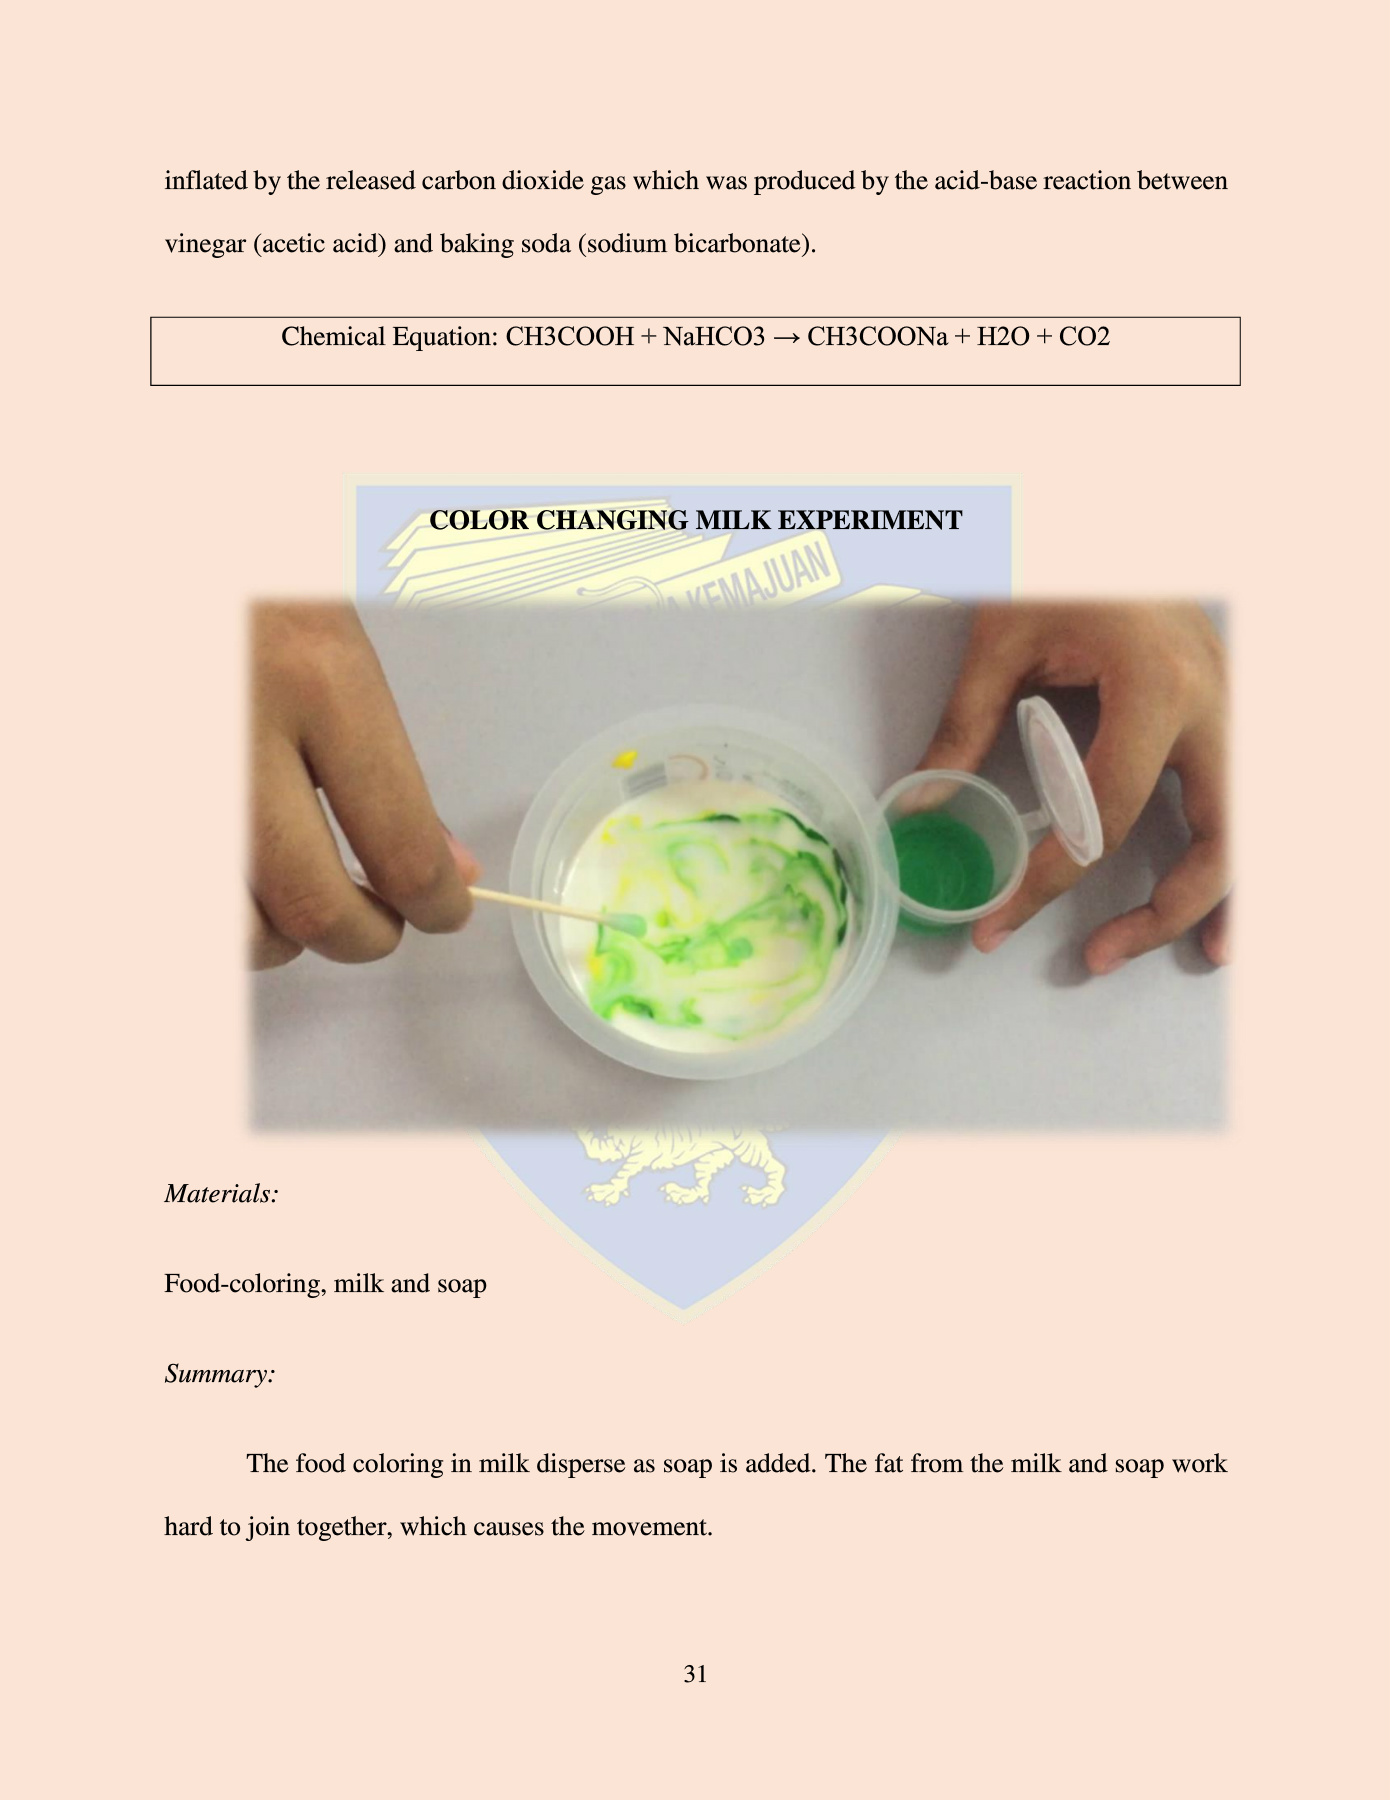 inflated by the released carbon dioxide gas which was produced by the acid-base reaction between
vinegar (acetic acid) and baking soda (sodium bicarbonate).
Chemical Equation: CH3COOH + NaHCO3 → CH3COONa + H2O + CO2
COLOR CHANGING MILK EXPERIMENT
KEMAJUAN
Materials:
Food-coloring, milk and soap
Summary:
The food coloring in milk disperse as soap is added. The fat from the milk and soap work
hard to join together, which causes the movement.
31